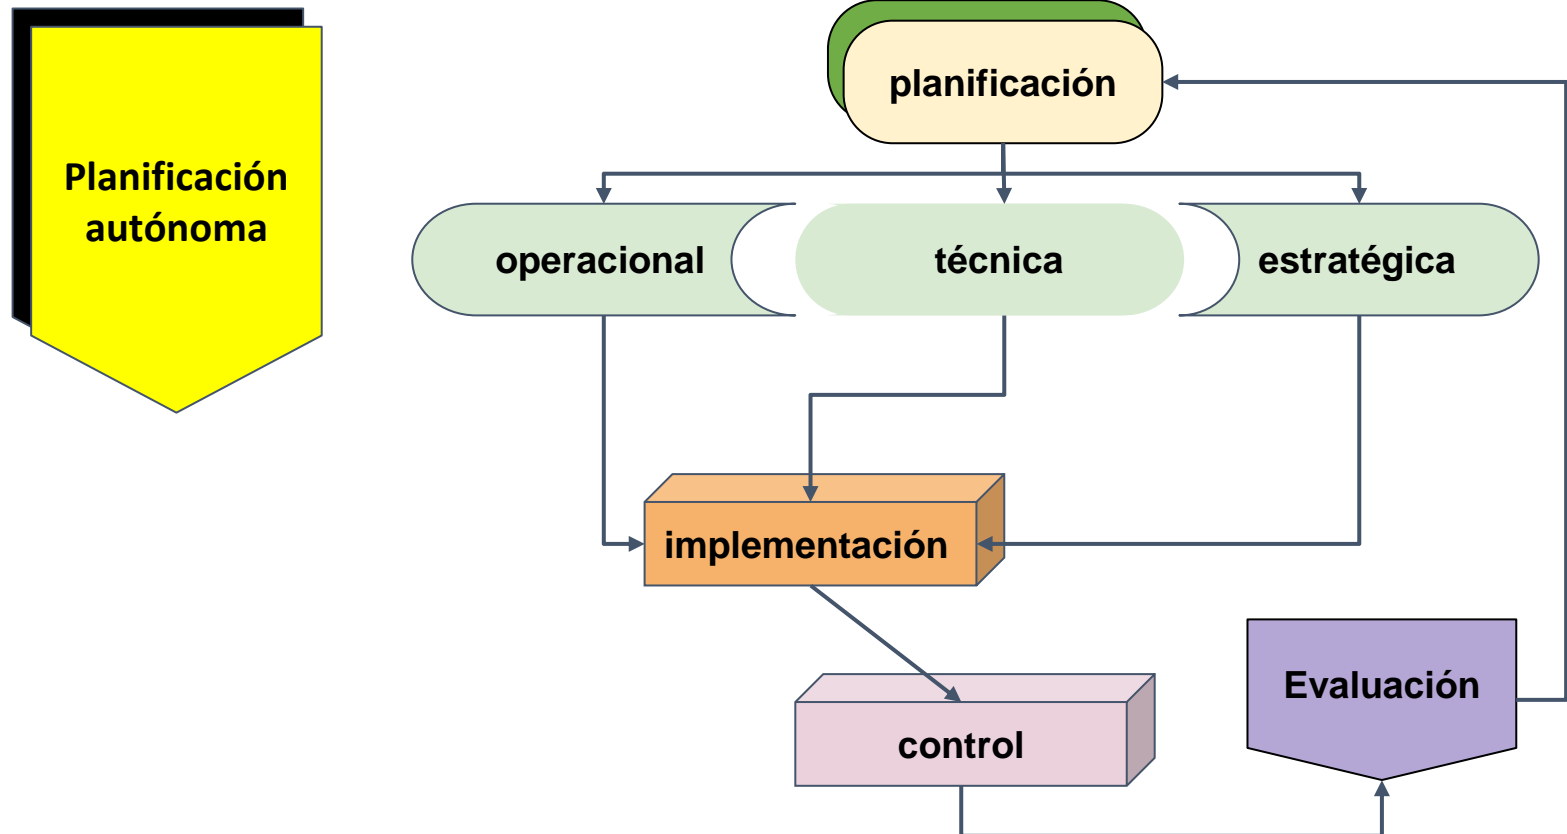 Planificación
autónoma
planificación
operacional
técnica
estratégica
implementación
Evaluación
control